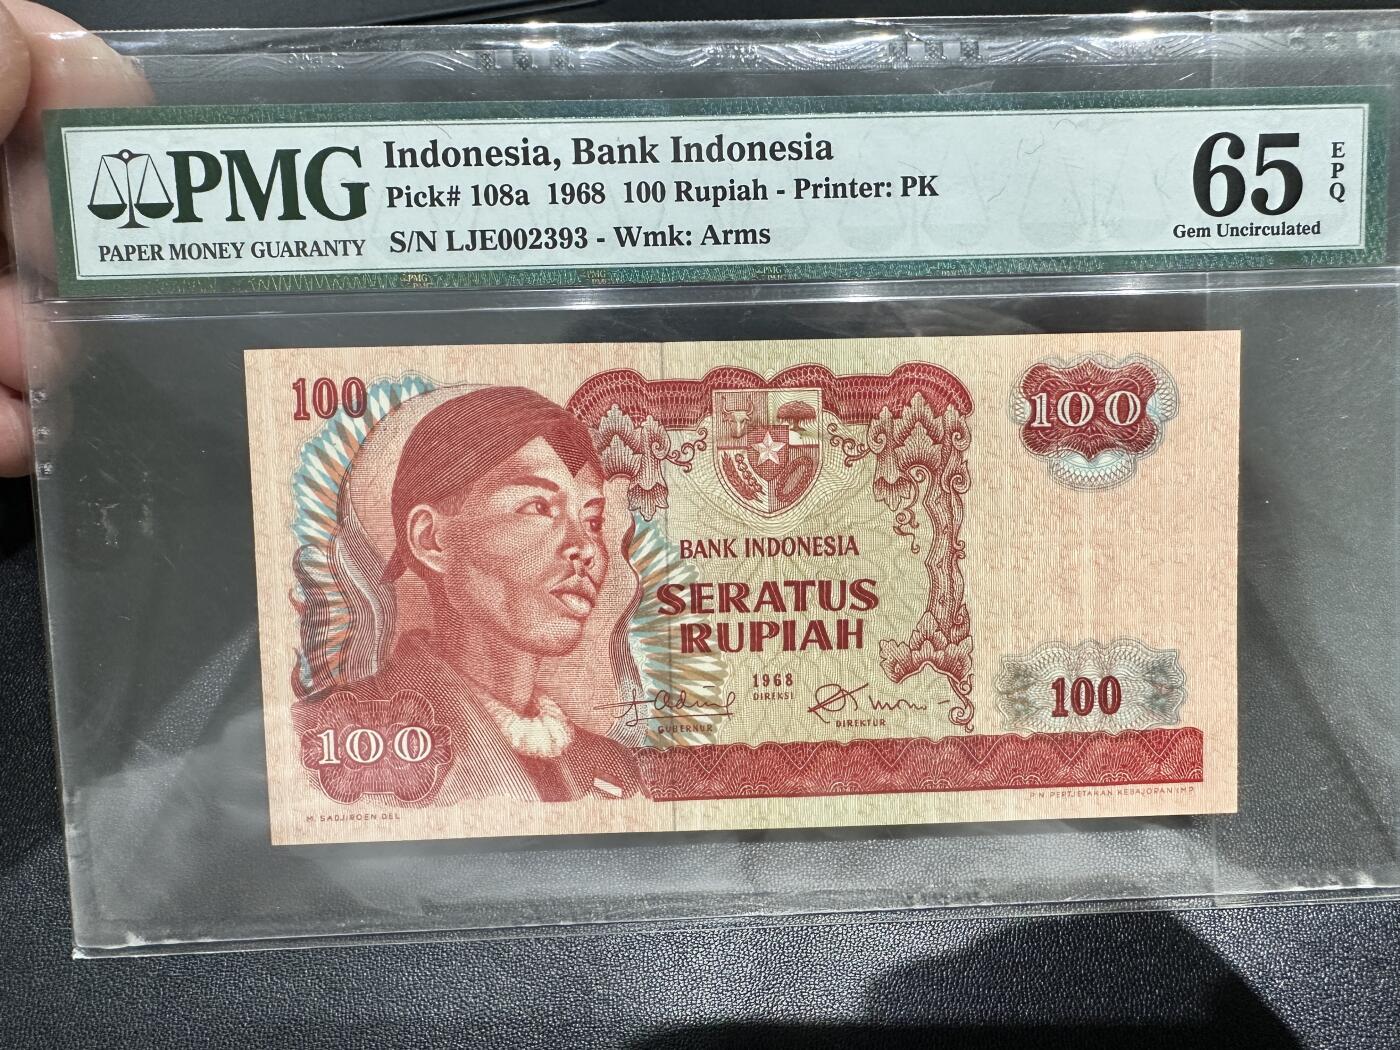 PMG
PAPER MONEY GUARANTY
Indonesia, Bank Indonesia
Pick# 108a 1968 100 Rupiah - Printer: PK
S/N LJE002393 - Wmk: Arms
65
EPQ
Gem Uncirculated
100
100
BANK INDONESIA
SERATUS
RUPIAH
1968
DIREKSI
GUBERNUR
DIREKTUR
100
100
M. SADJIROEN DEL
P.N. PERTJETAKAN KEBAJORAN IMP.